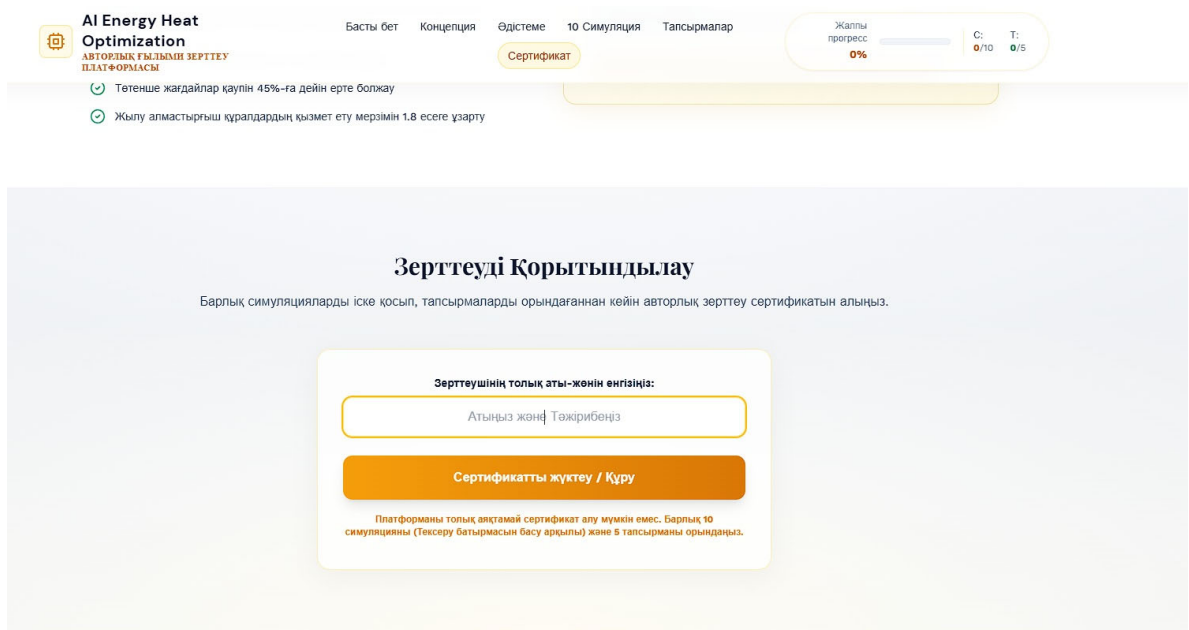 AI Energy Heat
Optimization
АВТОРЛЫҚ ҒЫЛЫМИ ЗЕРТТЕУ
ПЛАТФОРМАСЫ
Басты бет
Концепция
Әдістеме
10 Симуляция
Тапсырмалар
Сертификат
Жалпы
прогресс
0%
С:
0/10
Т:
0/5
Төтенше жағдайлар қаупін 45%-ға дейін ерте болжау
Жылу алмастырғыш құралдардың қызмет ету мерзімін 1.8 есеге ұзарту
Зерттеуді Қорытындылау
Барлық симуляцияларды іске қосып, тапсырмаларды орындағаннан кейін авторлық зерттеу сертификатын алыңыз.
Зерттеушінің толық аты-жөнін енгізіңіз:
Атыңыз және Тәжірибеңіз
Сертификатты жүктеу / Құру
Платформаны толық аяқтамай сертификат алу мүмкін емес. Барлық 10
симуляцияны (Тексеру батырмасын басу арқылы) және 5 тапсырманы орындаңыз.